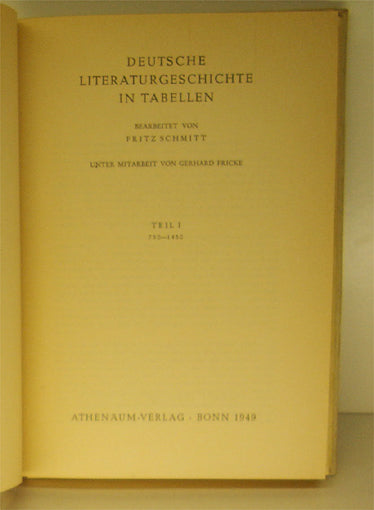 DEUTSCHE
LITERATURGESCHICHTE
IN TABELLEN
BEARBEITET VON
FRITZ SCHMITT
UNTER MITARBEIT VON GERHARD FRICKE
TEIL I
750—1450
ATHENÄUM-VERLAG · BONN 1949